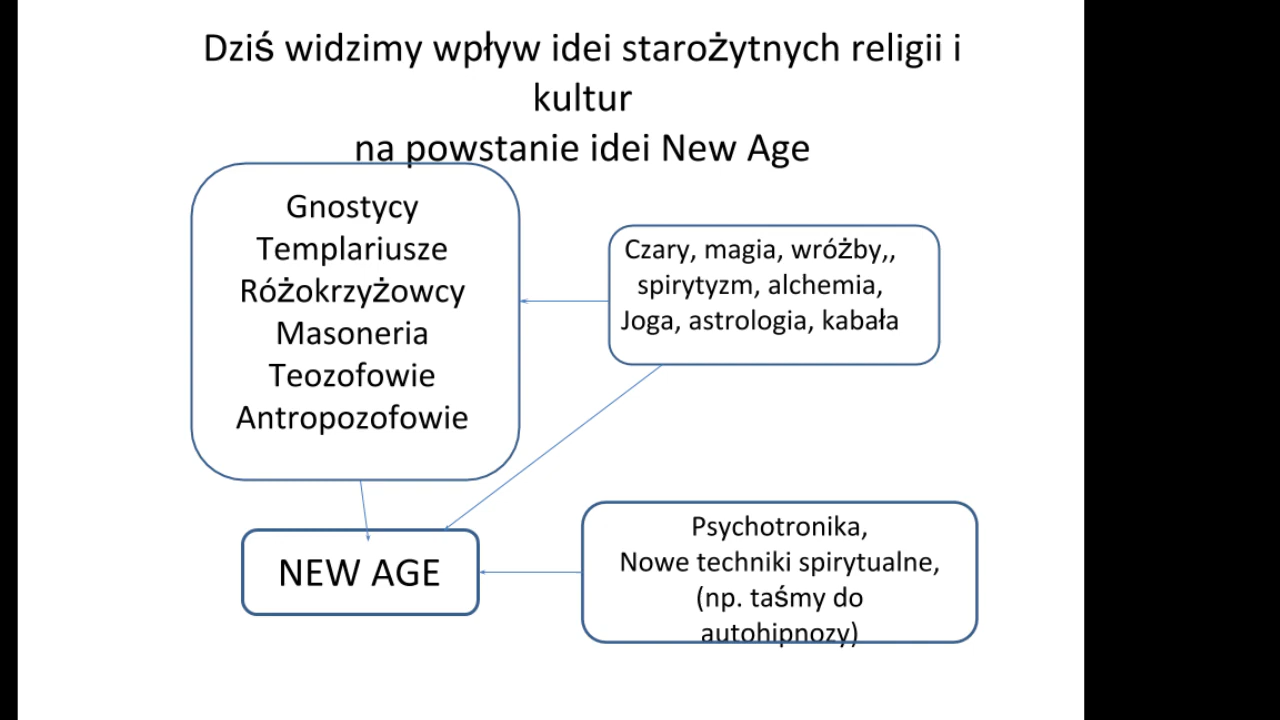 Dziś widzimy wpływ idei starożytnych religii i
kultur
na powstanie idei New Age
Gnostycy
Templariusze
Różokrzyżowcy
Masoneria
Teozofowie
Antropozofowie
Czary, magia, wróżby,,
spirytyzm, alchemia,
Joga, astrologia, kabała
NEW AGE
Psychotronika,
Nowe techniki spirytualne,
(np. taśmy do
autohipnozy)